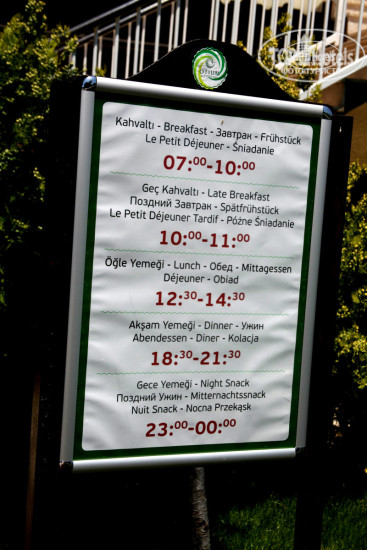 Kahvaltı - Breakfast - Завтрак - Frühstück
Le Petit Déjeuner - Śniadanie
07:00-10:00
Geç Kahvaltı - Late Breakfast
Поздний Завтрак - Spätfrühstück
Le Petit Déjeuner Tardif - Późne Śniadanie
10:00-11:00
Öğle Yemeği - Lunch - Обед - Mittagessen
Déjeuner - Obiad
12:30-14:30
Akşam Yemeği - Dinner - Ужин
Abendessen - Diner - Kolacja
18:30-21:30
Gece Yemeği - Night Snack
Поздний Ужин - Mitternachtssnack
Nuit Snack - Nocna Przekąsk
23:00-00:00